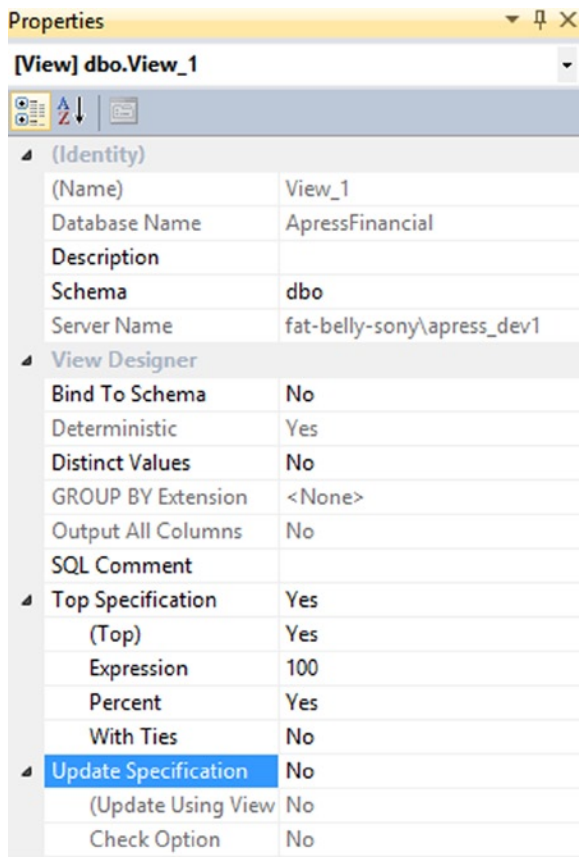 Properties
[View] dbo.View_1
(Identity)
(Name) View_1
Database Name ApressFinancial
Description
Schema dbo
Server Name fat-belly-sony\apress_dev1
View Designer
Bind To Schema No
Deterministic Yes
Distinct Values No
GROUP BY Extension <None>
Output All Columns No
SQL Comment
Top Specification Yes
(Top) Yes
Expression 100
Percent Yes
With Ties No
Update Specification No
(Update Using View No
Check Option No